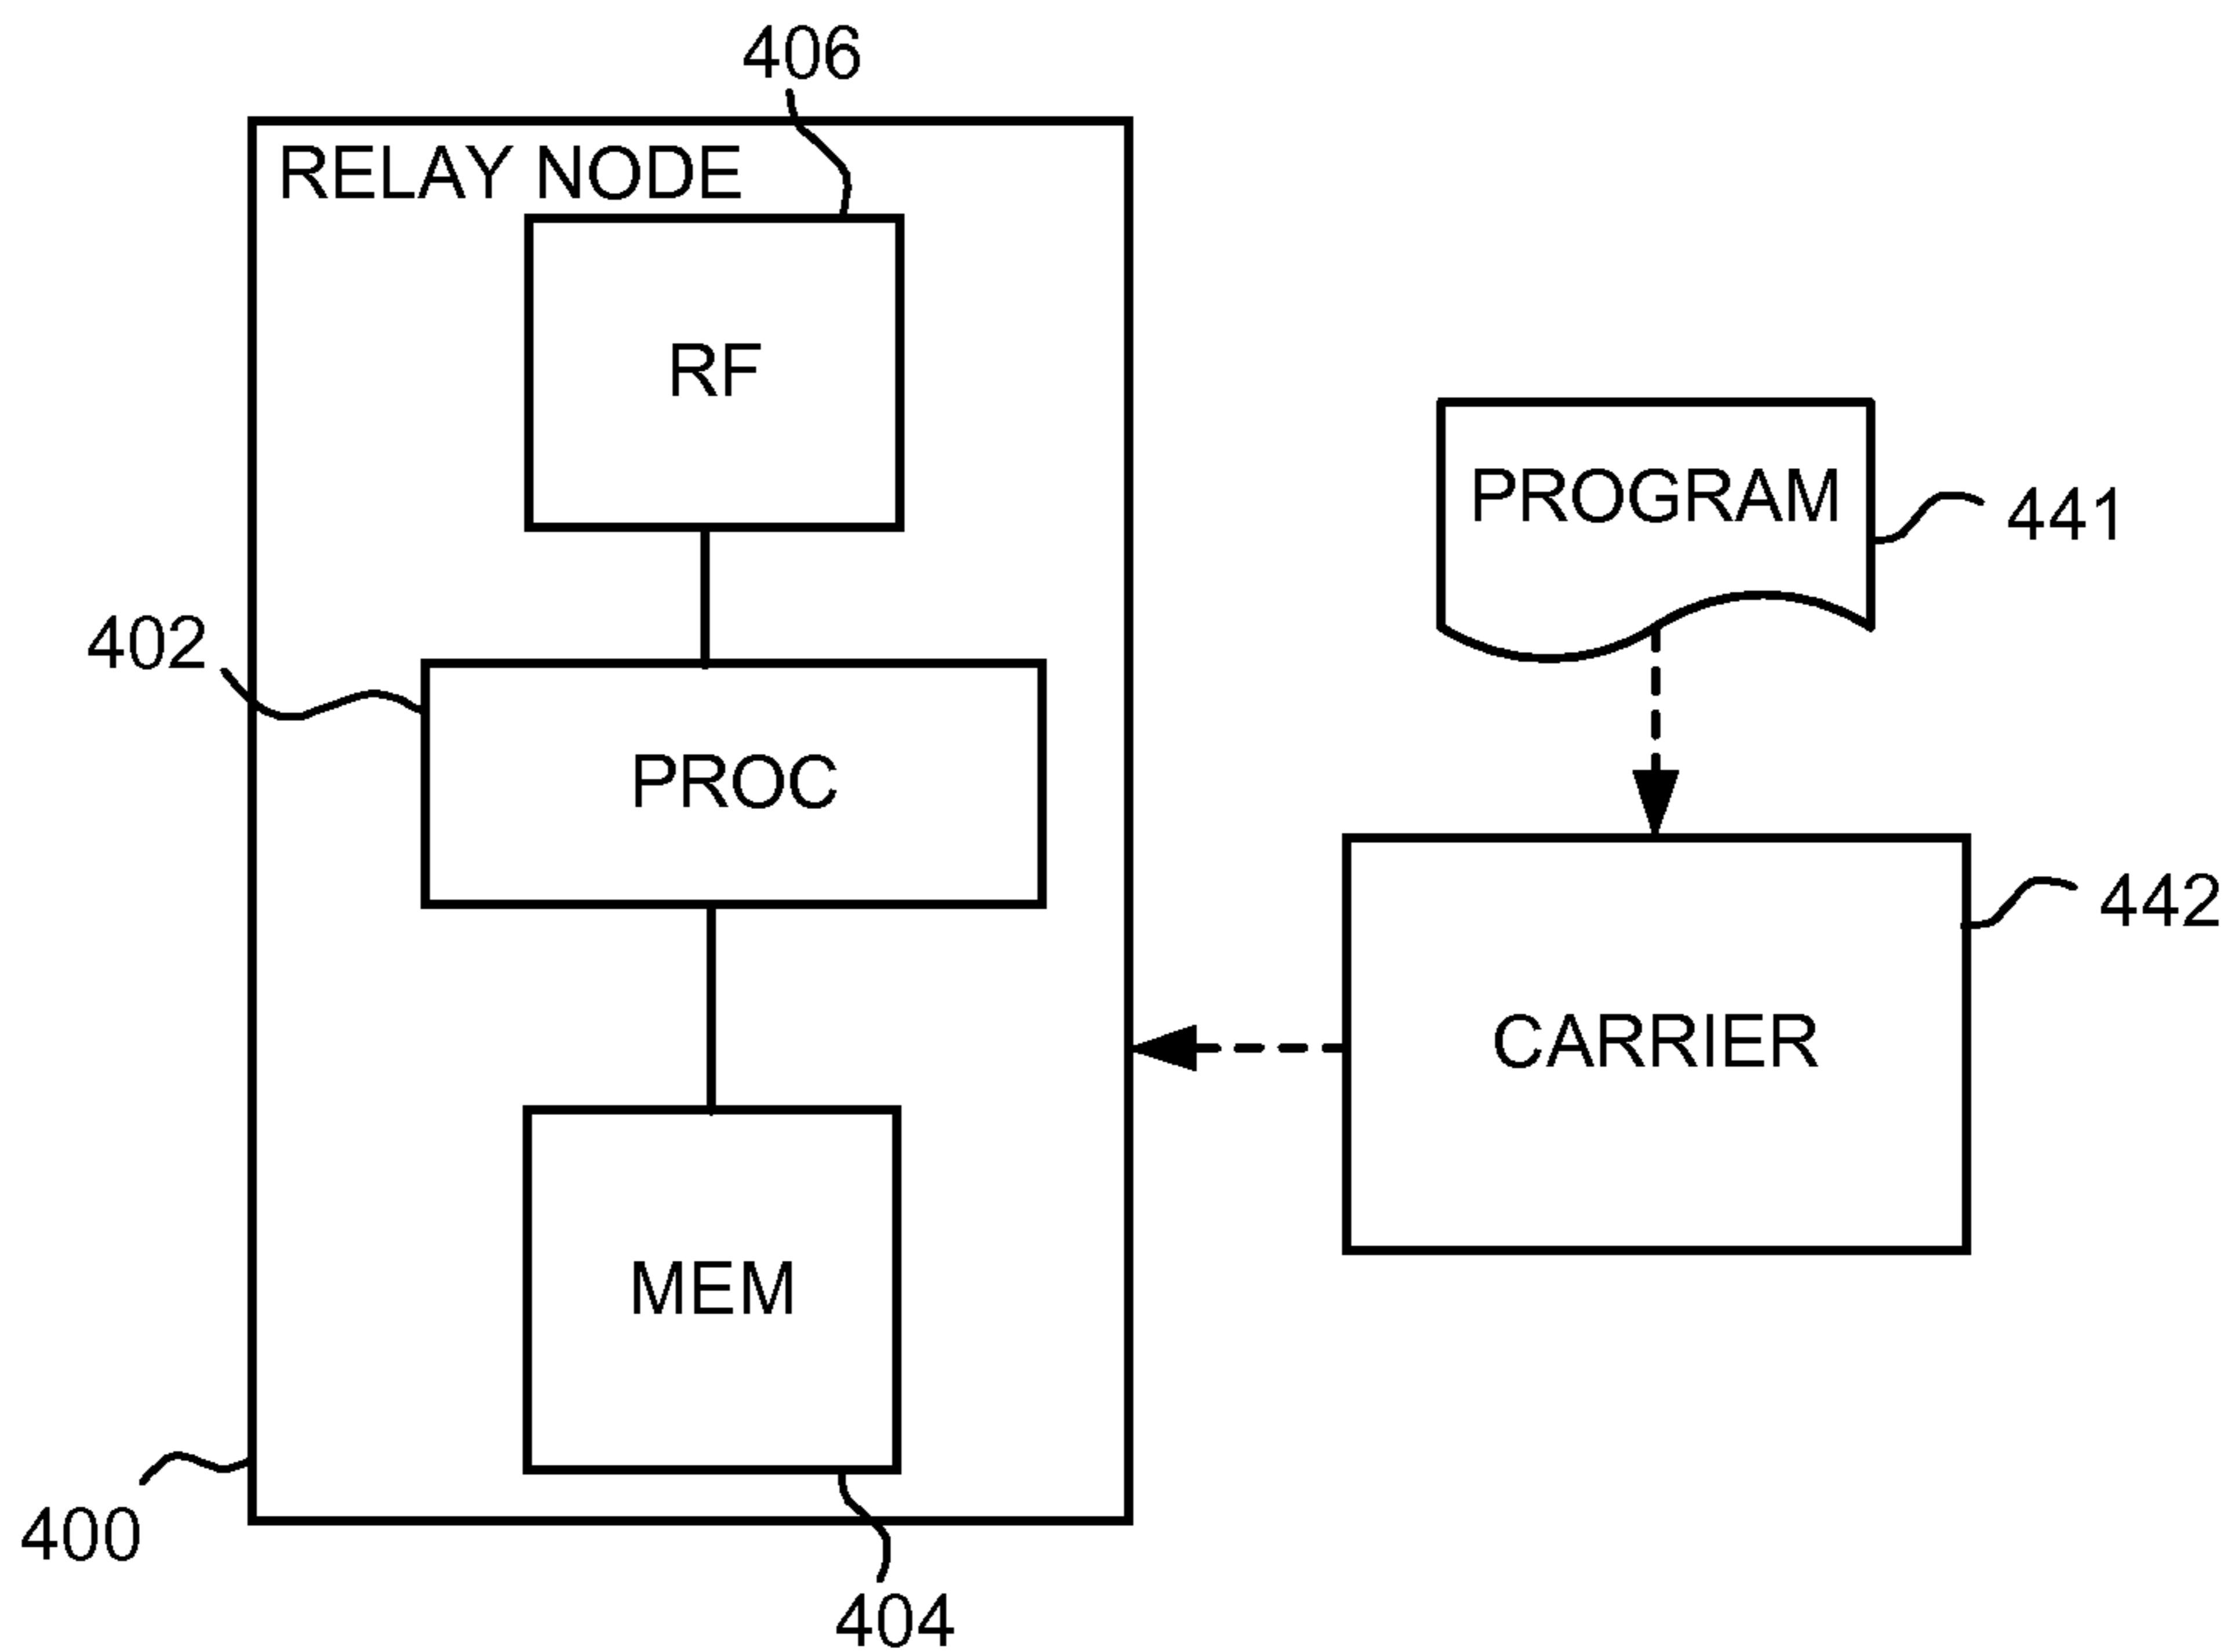 406
RELAY NODE
RF
PROGRAM
441
402
PROC
442
CARRIER
MEM
400
404